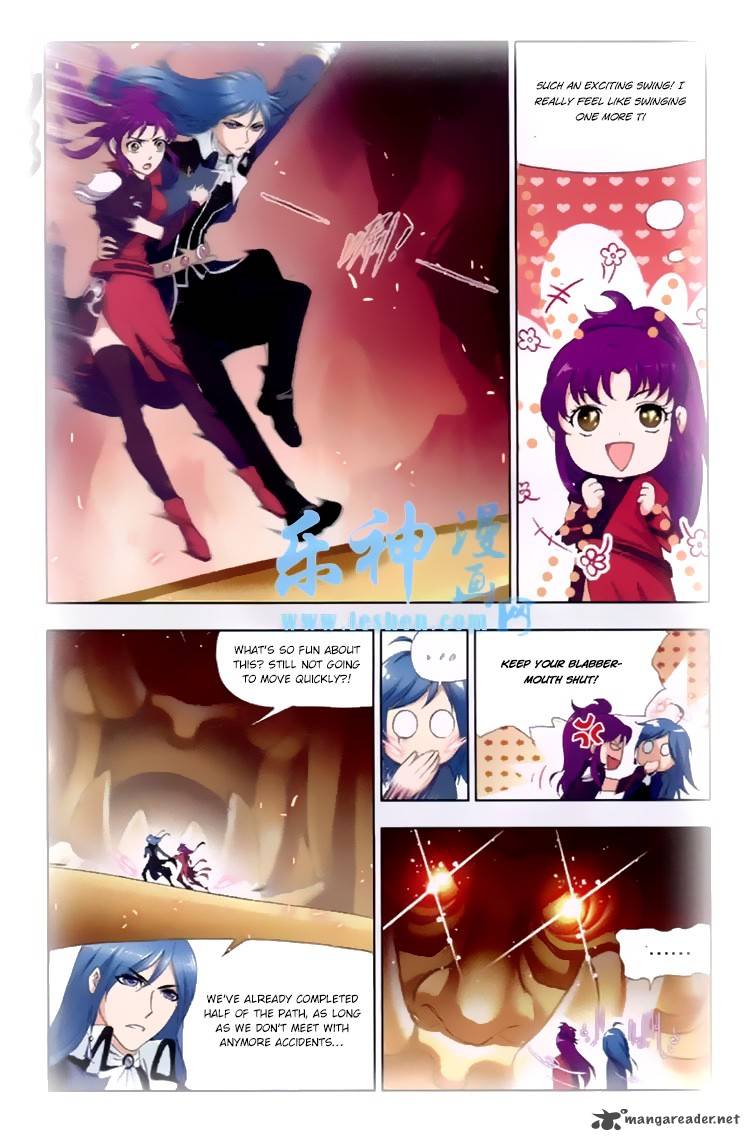 SUCH AN EXCITING SWING! I
REALLY FEEL LIKE SWINGING
ONE MORE T!
乐神漫画网
www.leshen.com
WHAT'S SO FUN ABOUT
THIS? STILL NOT GOING
TO MOVE QUICKLY?!
...
KEEP YOUR BLABBER-
MOUTH SHUT!
WE'VE ALREADY COMPLETED
HALF OF THE PATH, AS LONG
AS WE DON'T MEET WITH
ANYMORE ACCIDENTS...
......
mangareader.net